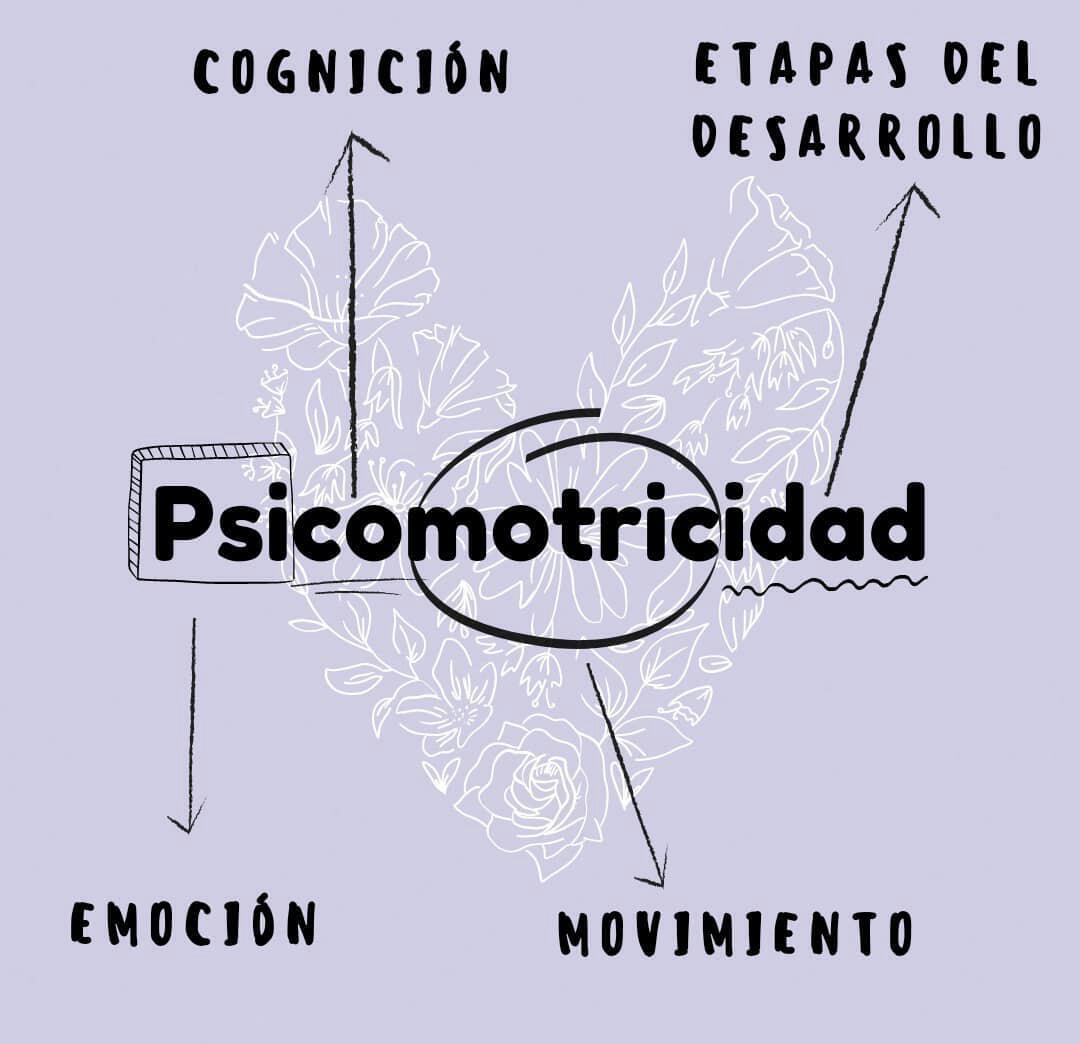 COGNICIÓN
ETAPAS DEL
DESARROLLO
Psicomotricidad
EMOCIÓN
MOVIMIENTO